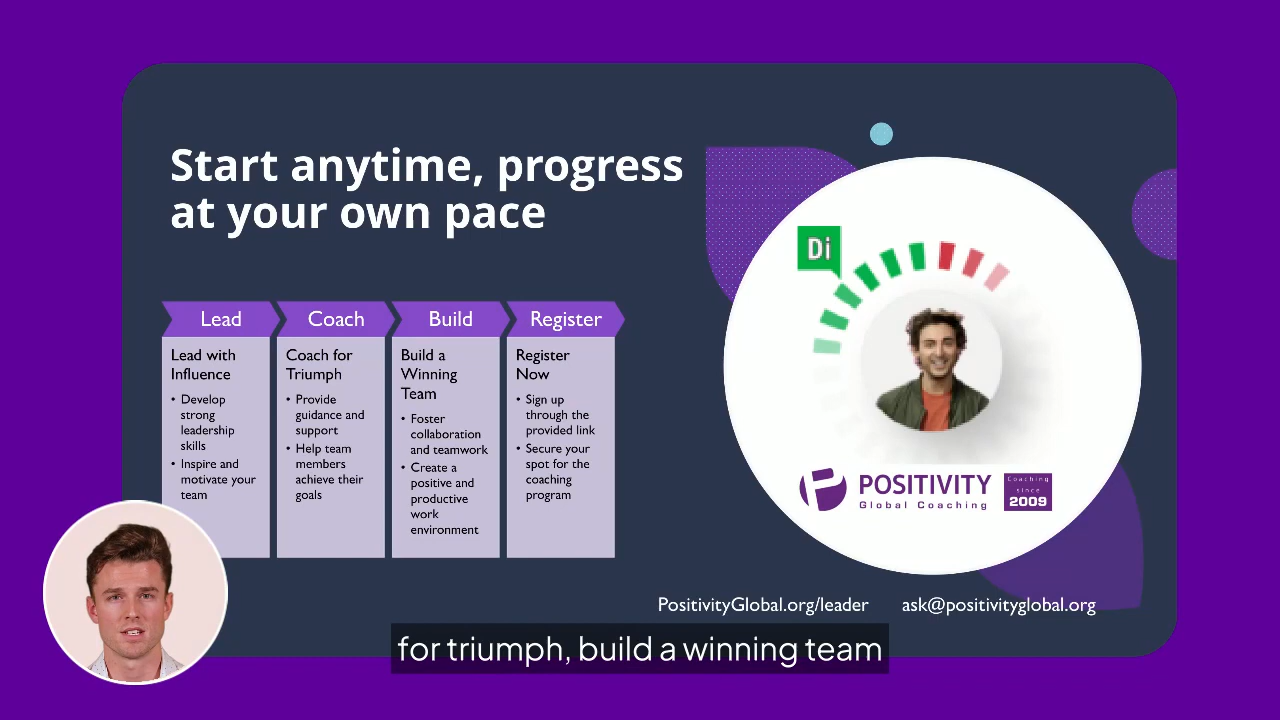 Start anytime, progress
at your own pace
Lead
Lead with
Influence
• Develop
strong
leadership
skills
• Inspire and
motivate your
team
Coach
Coach for
Triumph
• Provide
guidance and
support
• Help team
members
achieve their
goals
Build
Build a
Winning
Team
• Foster
collaboration
and teamwork
• Create a
positive and
productive
work
environment
Register
Register
Now
• Sign up
through the
provided link
• Secure your
spot for the
coaching
program
Di
POSITIVITY
Global Coaching
Coaching
since
2009
PositivityGlobal.org/leader
ask@positivityglobal.org
for triumph, build a winning team